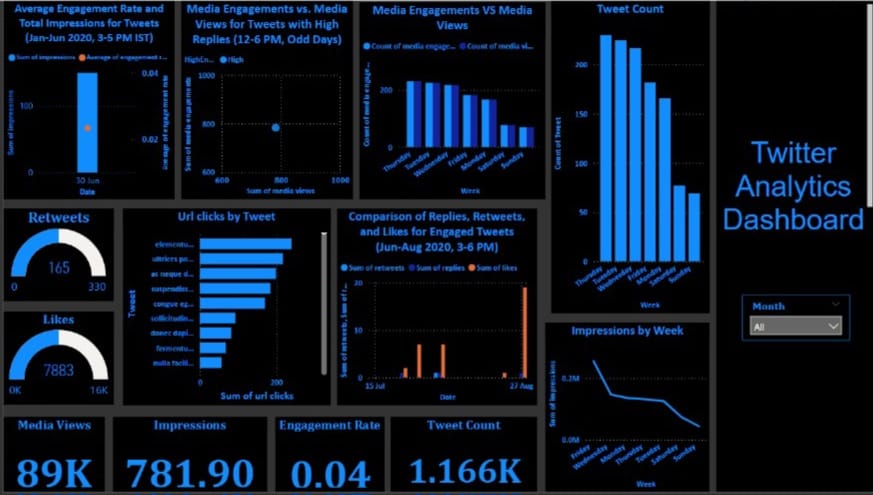 Average Engagement Rate and
Total Impressions for Tweets
(Jan-Jun 2020, 3-5 PM IST)
Sum of impressions Average of engagement r...
Sum of impressions
100
0
0.04
0.02
Average of engagement rate
30 Jun
Date
Media Engagements vs. Media
Views for Tweets with High
Replies (12-6 PM, Odd Days)
High
Sum of media engagements
1000
800
600
600 800 1000
Sum of media views
Media Engagements VS Media
Views
Count of media engage... Count of media vi...
Count of media engage...
200
0
Thursday Tuesday Wednesday Friday Monday Saturday Sunday
Week
Tweet Count
Count of Tweet
200
150
100
50
0
Thursday Tuesday Wednesday Friday Monday Saturday Sunday
Week
Twitter
Analytics
Dashboard
Month
All
Retweets
165
0 330
Likes
7883
0K 16K
Url clicks by Tweet
Tweet
elementu...
ultrices po...
as neque d...
suspendiss...
congue eg...
sollicitudin...
donec dapi...
fermentu...
nulla facili...
0 200
Sum of url clicks
Comparison of Replies, Retweets,
and Likes for Engaged Tweets
(Jun-Aug 2020, 3-6 PM)
Sum of retweets Sum of replies Sum of likes
20
10
0
15 Jul 27 Aug
Date
Impressions by Week
Sum of impressions
0.2M
0.0M
Friday Wednesday Monday Thursday Tuesday Saturday Sunday
Week
Media Views
89K
Impressions
781.90
Engagement Rate
0.04
Tweet Count
1.166K